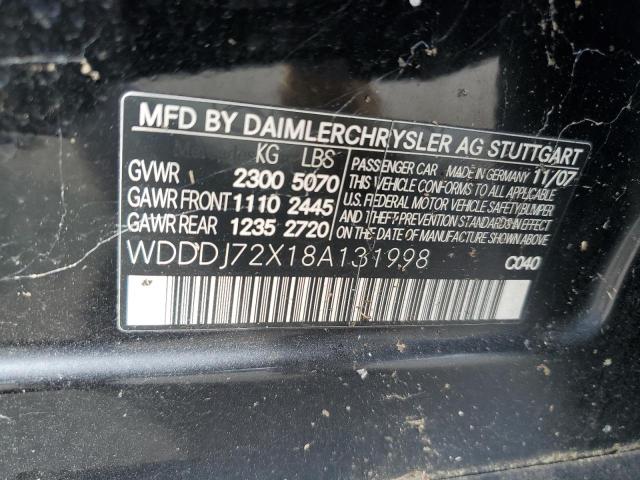 MFD BY DAIMLERCHRYSLER AG STUTTGART
KG LBS
GVWR 2300 5070
GAWR FRONT 1110 2445
GAWR REAR 1235 2720
PASSENGER CAR MADE IN GERMANY 11/07
THIS VEHICLE CONFORMS TO ALL APPLICABLE
U.S. FEDERAL MOTOR VEHICLE SAFETY/BUMPER
AND THEFT PREVENTION STANDARDS IN EFFECT
ON THE DATE OF MANUFACTURE SHOWN ABOVE.
WDDDJ72X18A131998
C040